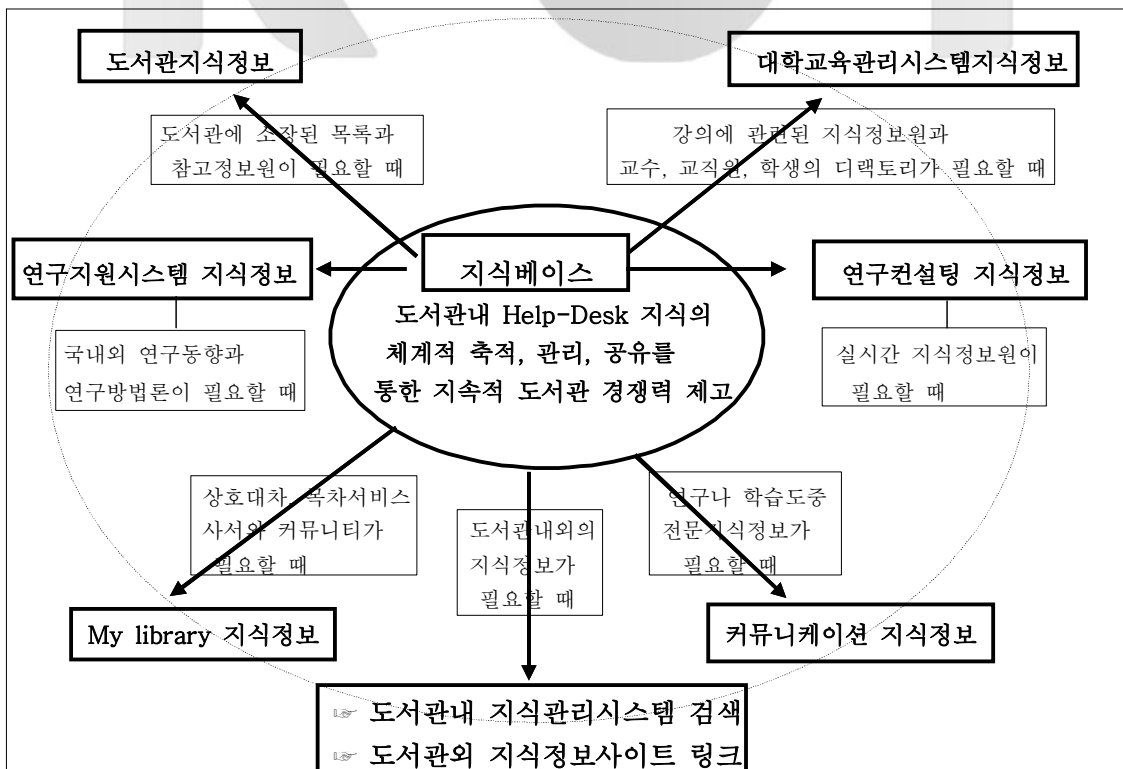 도서관지식정보
대학교육관리시스템지식정보
도서관에 소장된 목록과
참고정보원이 필요할 때
강의에 관련된 지식정보원과
교수, 교직원, 학생의 디랙토리가 필요할 때
연구지원시스템 지식정보
지식베이스
연구컨설팅 지식정보
도서관내 Help-Desk 지식의
체계적 축적, 관리, 공유를
통한 지속적 도서관 경쟁력 제고
국내외 연구동향과
연구방법론이 필요할 때
실시간 지식정보원이
필요할 때
상호대차, 목차서비스
사서와 커뮤니티가
필요할 때
도서관내외의
지식정보가
필요할 때
연구나 학습도중
전문지식정보가
필요할 때
My library 지식정보
커뮤니케이션 지식정보
☞ 도서관내 지식관리시스템 검색
☞ 도서관외 지식정보사이트 링크